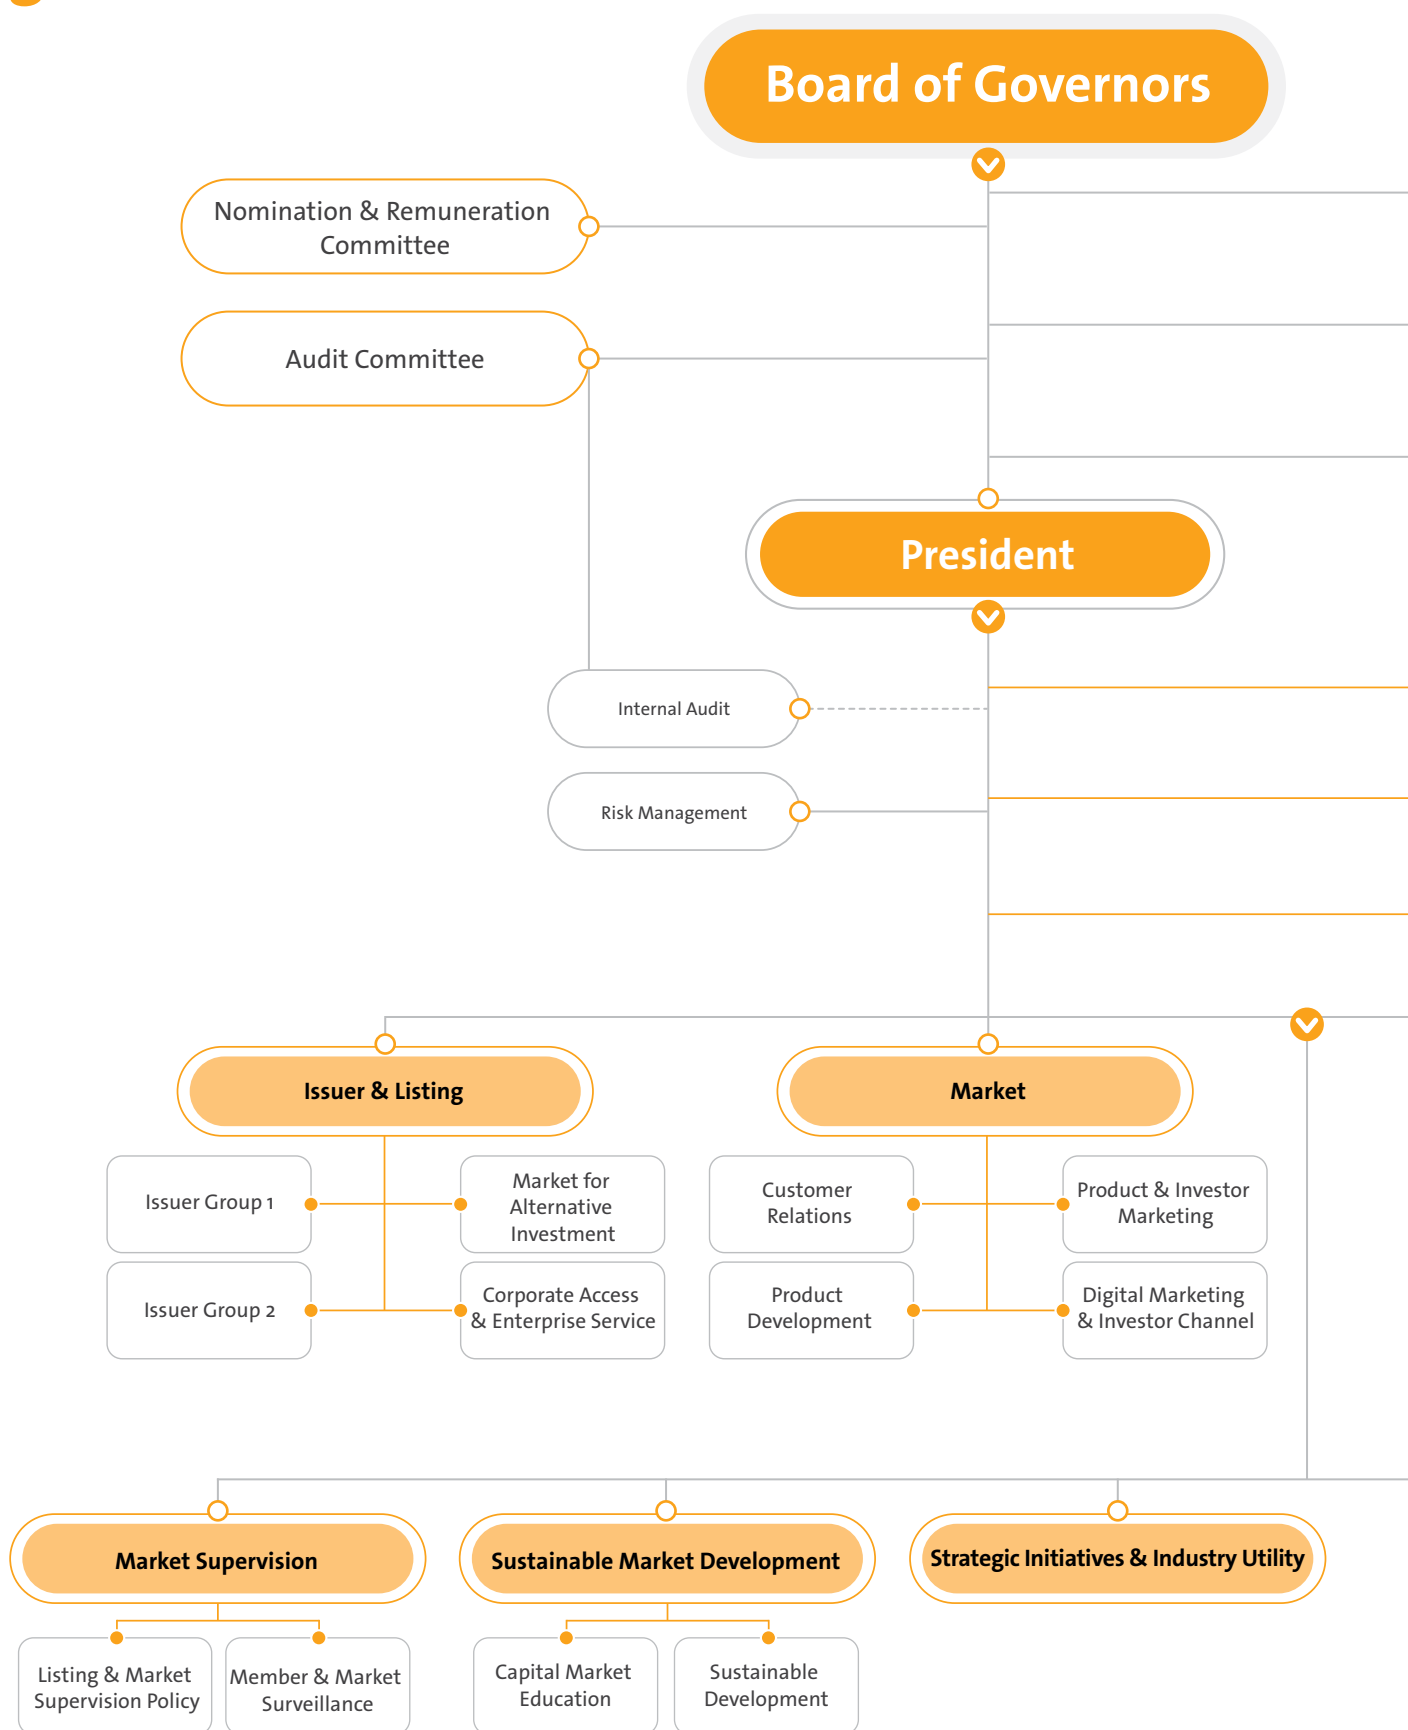 Board of Governors
Nomination & Remuneration
Committee
Audit Committee
President
Internal Audit
Risk Management
Issuer & Listing
Market
Issuer Group 1
Market for
Alternative
Investment
Customer
Relations
Product & Investor
Marketing
Issuer Group 2
Corporate Access
& Enterprise Service
Product
Development
Digital Marketing
& Investor Channel
Market Supervision
Sustainable Market Development
Strategic Initiatives & Industry Utility
Listing & Market
Supervision Policy
Member & Market
Surveillance
Capital Market
Education
Sustainable
Development